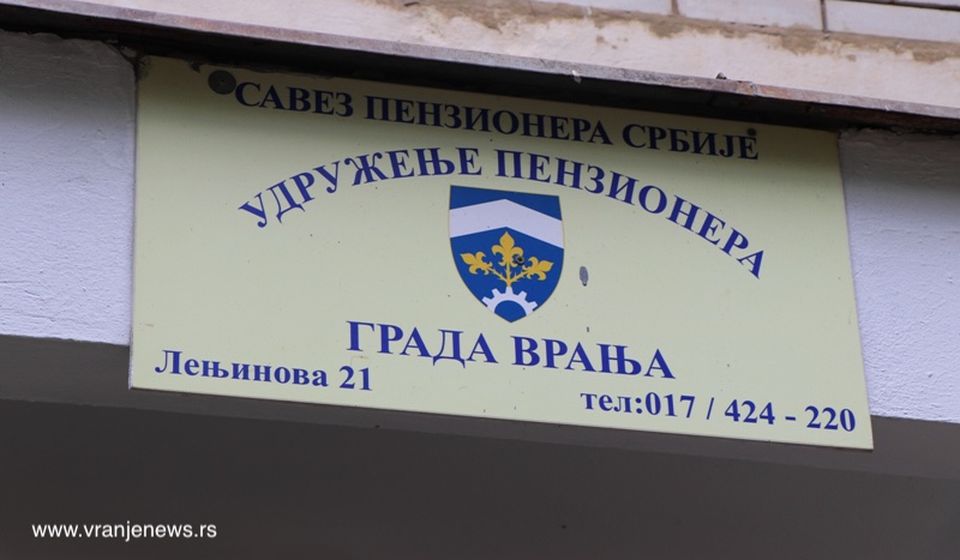 САВЕЗ ПЕНЗИОНЕРА СРБИЈЕ
УДРУЖЕЊЕ ПЕНЗИОНЕРА
ГРАДА ВРАЊА
Лењинова 21
тел:017 / 424 - 220
www.vranjenews.rs